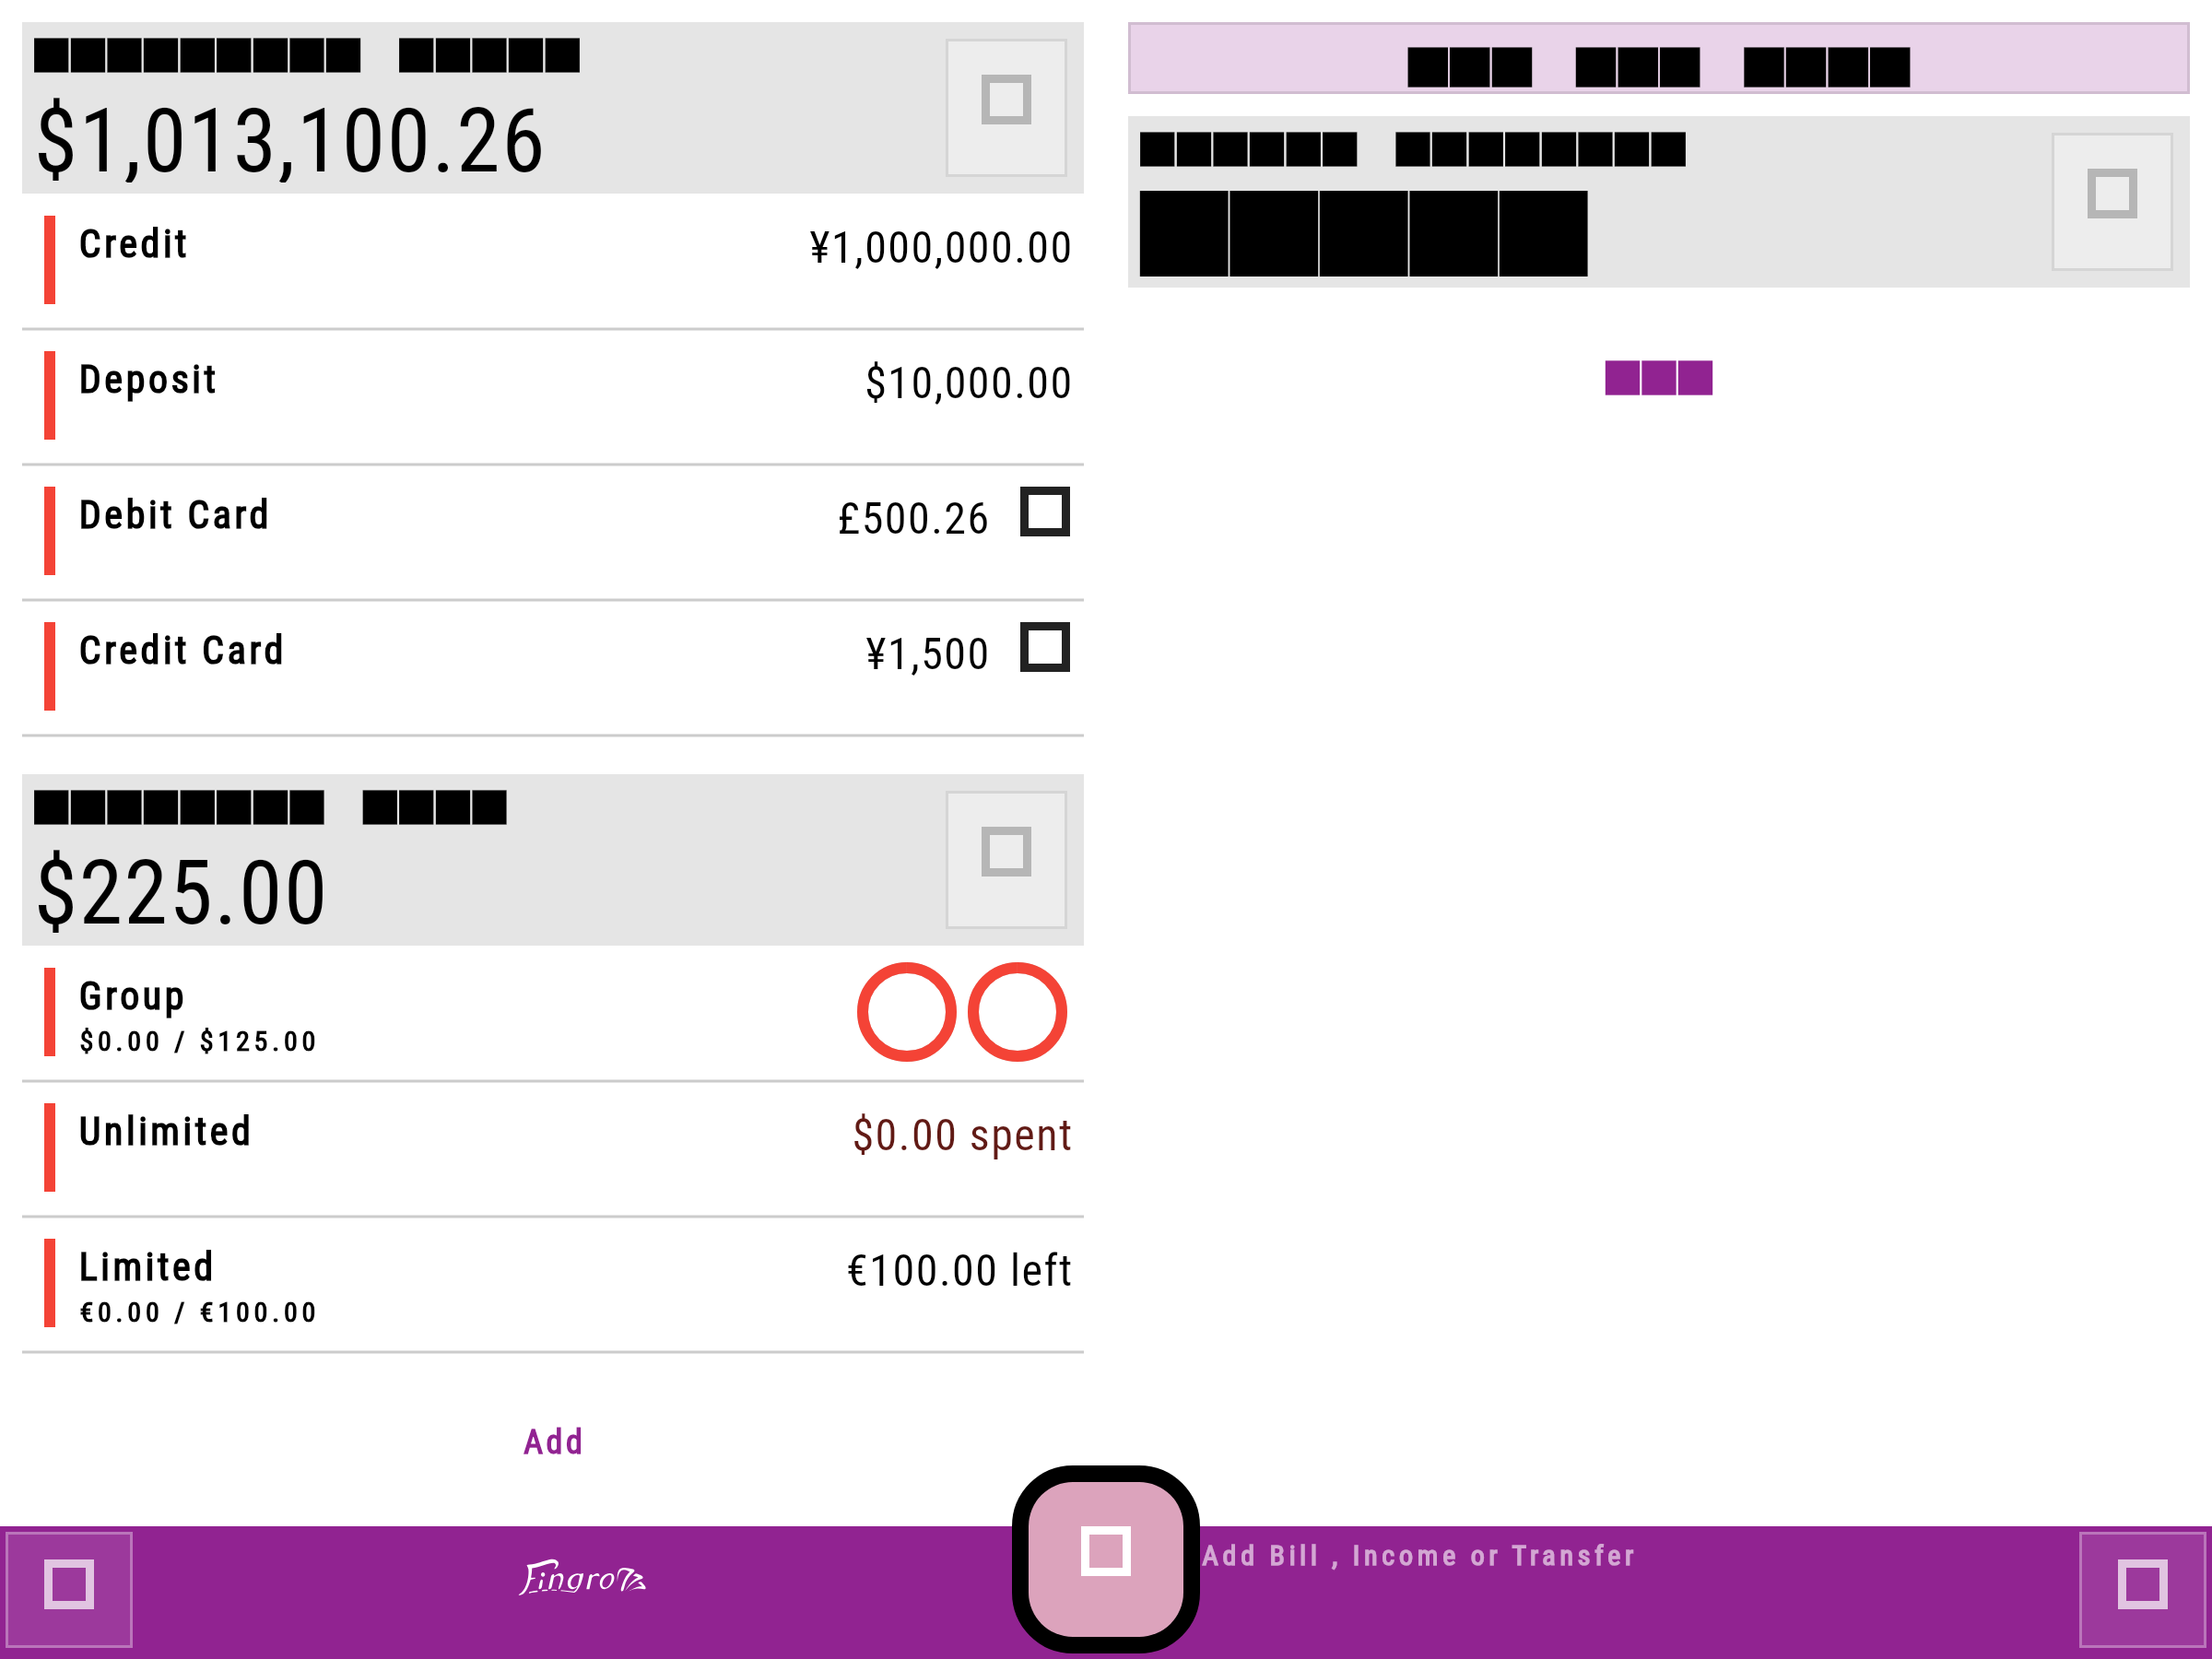 $1,013,100.26
Credit ¥1,000,000.00
Deposit $10,000.00
Debit Card £500.26
Credit Card ¥1,500
$225.00
Group
$0.00 / $125.00
Unlimited $0.00 spent
Limited €100.00 left
€0.00 / €100.00
Add
Fingro
Add Bill , Income or Transfer